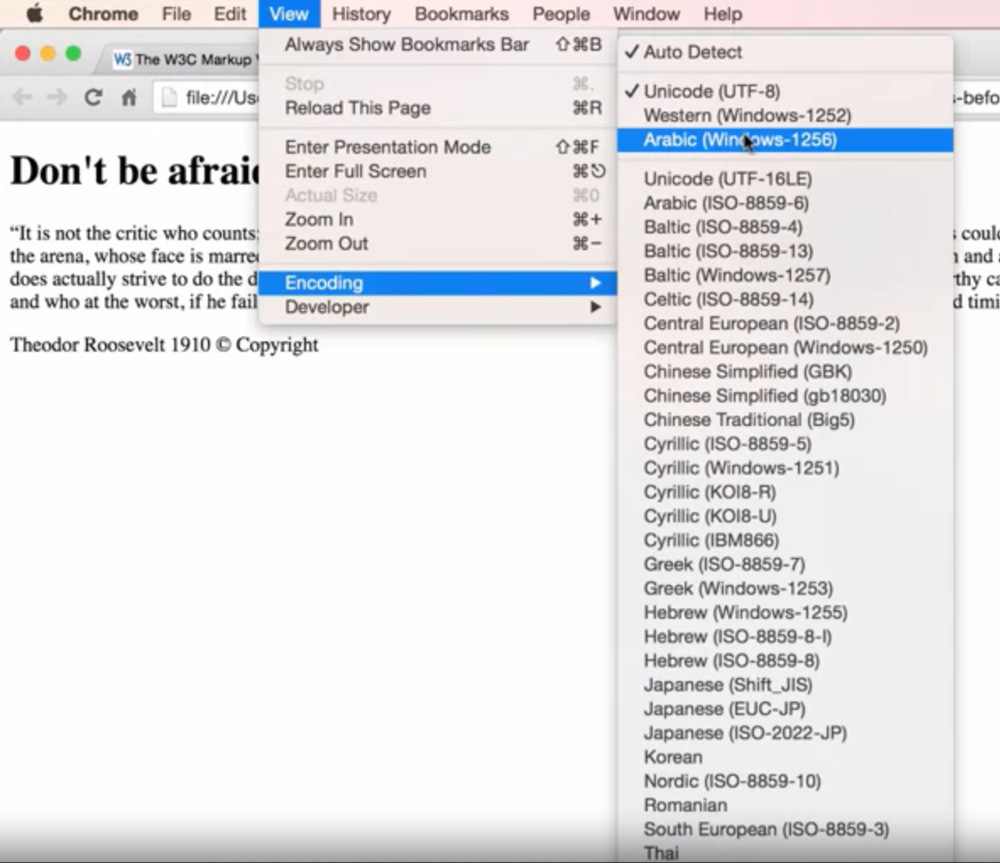 Chrome File Edit View History Bookmarks People Window Help
The W3C Markup
file:///Us
-befo
Don't be afraid
“It is not the critic who counts;
the arena, whose face is marred
does actually strive to do the d
and who at the worst, if he fail
s could
n and
thy ca
d timi
Theodor Roosevelt 1910 © Copyright
Always Show Bookmarks Bar ⇧⌘B
Stop ⌘.
Reload This Page ⌘R
Enter Presentation Mode ⇧⌘F
Enter Full Screen ⌘⎋
Actual Size ⌘0
Zoom In ⌘+
Zoom Out ⌘−
Encoding ▶
Developer ▶
✓ Auto Detect
✓ Unicode (UTF-8)
Western (Windows-1252)
Arabic (Windows-1256)
Unicode (UTF-16LE)
Arabic (ISO-8859-6)
Baltic (ISO-8859-4)
Baltic (ISO-8859-13)
Baltic (Windows-1257)
Celtic (ISO-8859-14)
Central European (ISO-8859-2)
Central European (Windows-1250)
Chinese Simplified (GBK)
Chinese Simplified (gb18030)
Chinese Traditional (Big5)
Cyrillic (ISO-8859-5)
Cyrillic (Windows-1251)
Cyrillic (KOI8-R)
Cyrillic (KOI8-U)
Cyrillic (IBM866)
Greek (ISO-8859-7)
Greek (Windows-1253)
Hebrew (Windows-1255)
Hebrew (ISO-8859-8-I)
Hebrew (ISO-8859-8)
Japanese (Shift_JIS)
Japanese (EUC-JP)
Japanese (ISO-2022-JP)
Korean
Nordic (ISO-8859-10)
Romanian
South European (ISO-8859-3)
Thai